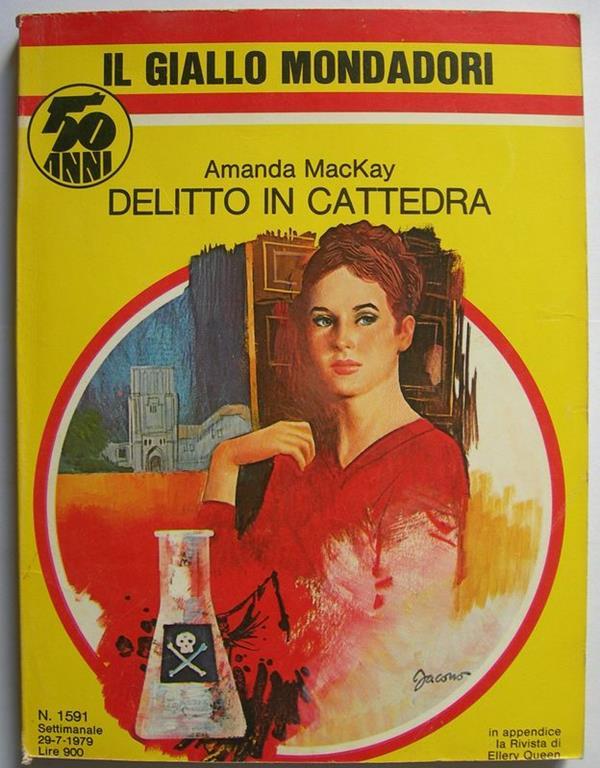 IL GIALLO MONDADORI
50
ANNI
Amanda MacKay
DELITTO IN CATTEDRA
Jacono
N. 1591
Settimanale
29-7-1979
Lire 900
in appendice
la Rivista di
Ellery Queen